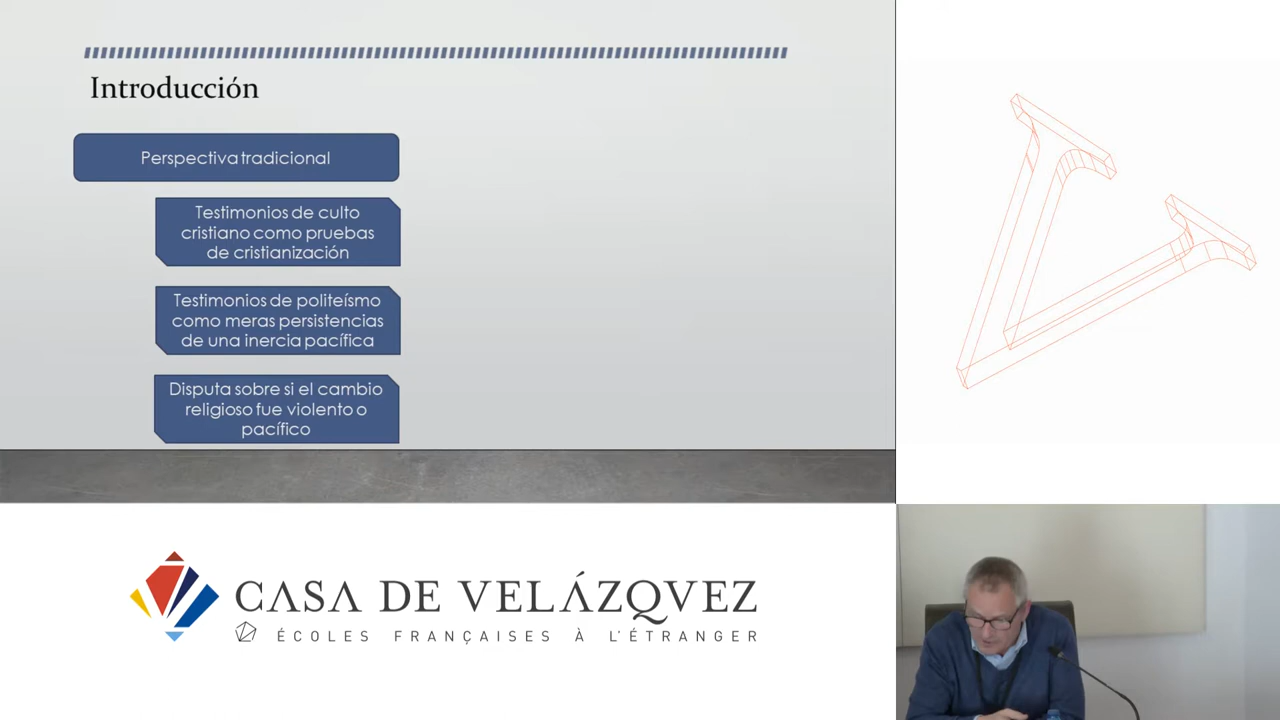 Introducción
Perspectiva tradicional
Testimonios de culto
cristiano como pruebas
de cristianización
Testimonios de politeísmo
como meras persistencias
de una inercia pacífica
Disputa sobre si el cambio
religioso fue violento o
pacífico
CASA DE VELÁZQVEZ
ÉCOLES FRANÇAISES À L'ÉTRANGER